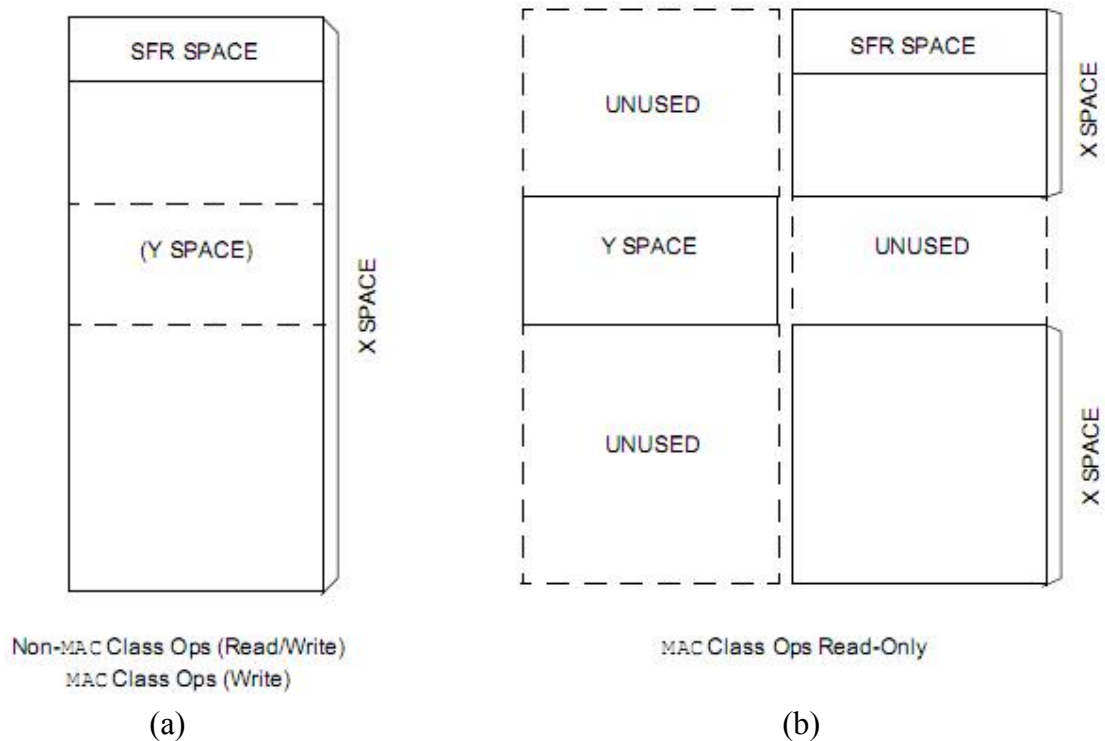 SFR SPACE
(Y SPACE)
X SPACE
Non-MAC Class Ops (Read/Write)
MAC Class Ops (Write)
(a)
UNUSED
SFR SPACE
X SPACE
Y SPACE
UNUSED
UNUSED
X SPACE
MAC Class Ops Read-Only
(b)